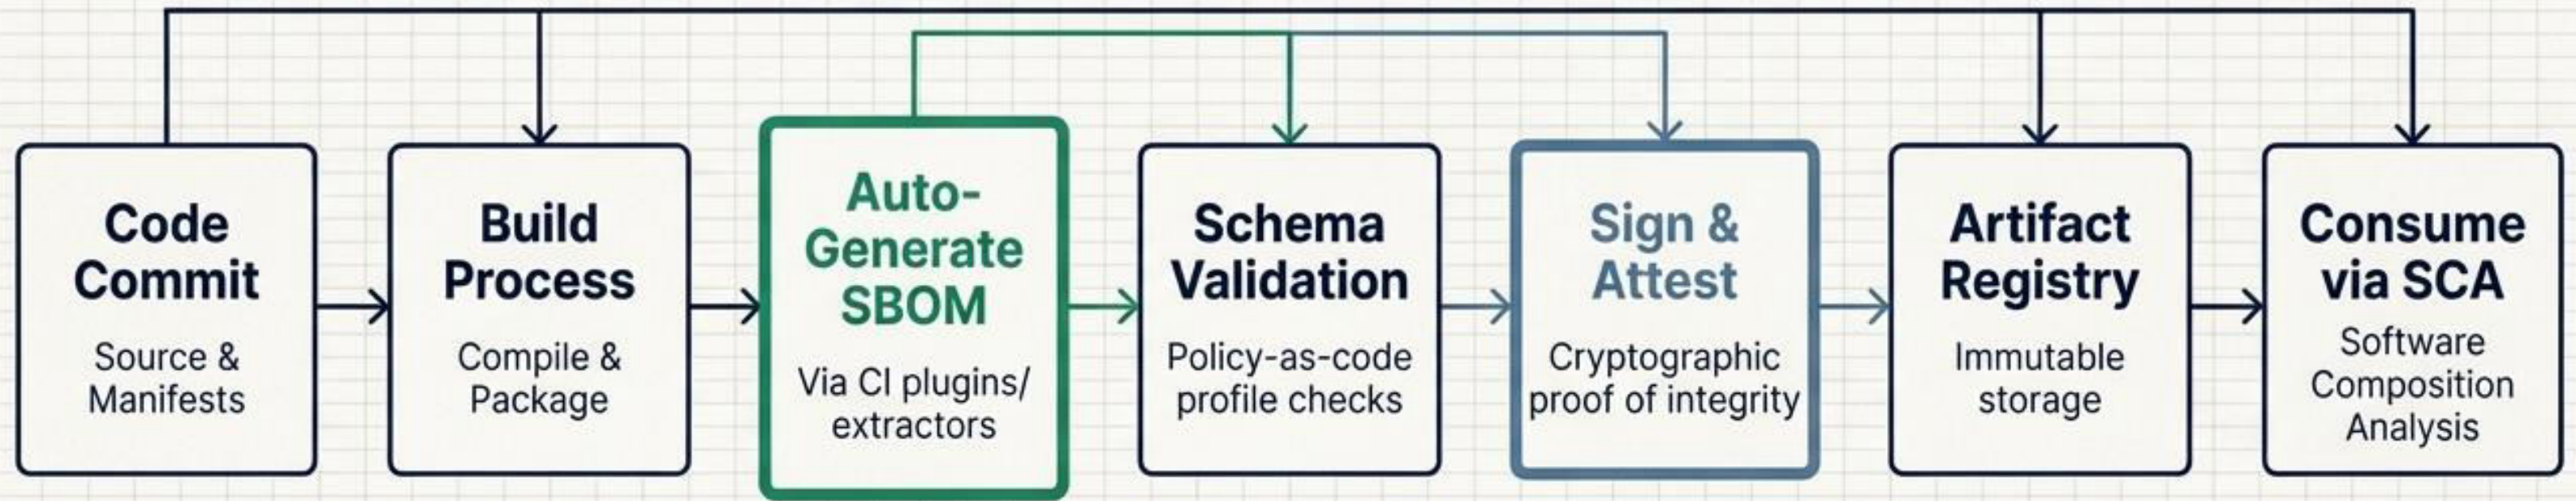 Code
Commit
Source &
Manifests
Build
Process
Compile &
Package
Auto-
Generate
SBOM
Via CI plugins/
extractors
Schema
Validation
Policy-as-code
profile checks
Sign &
Attest
Cryptographic
proof of integrity
Artifact
Registry
Immutable
storage
Consume
via SCA
Software
Composition
Analysis